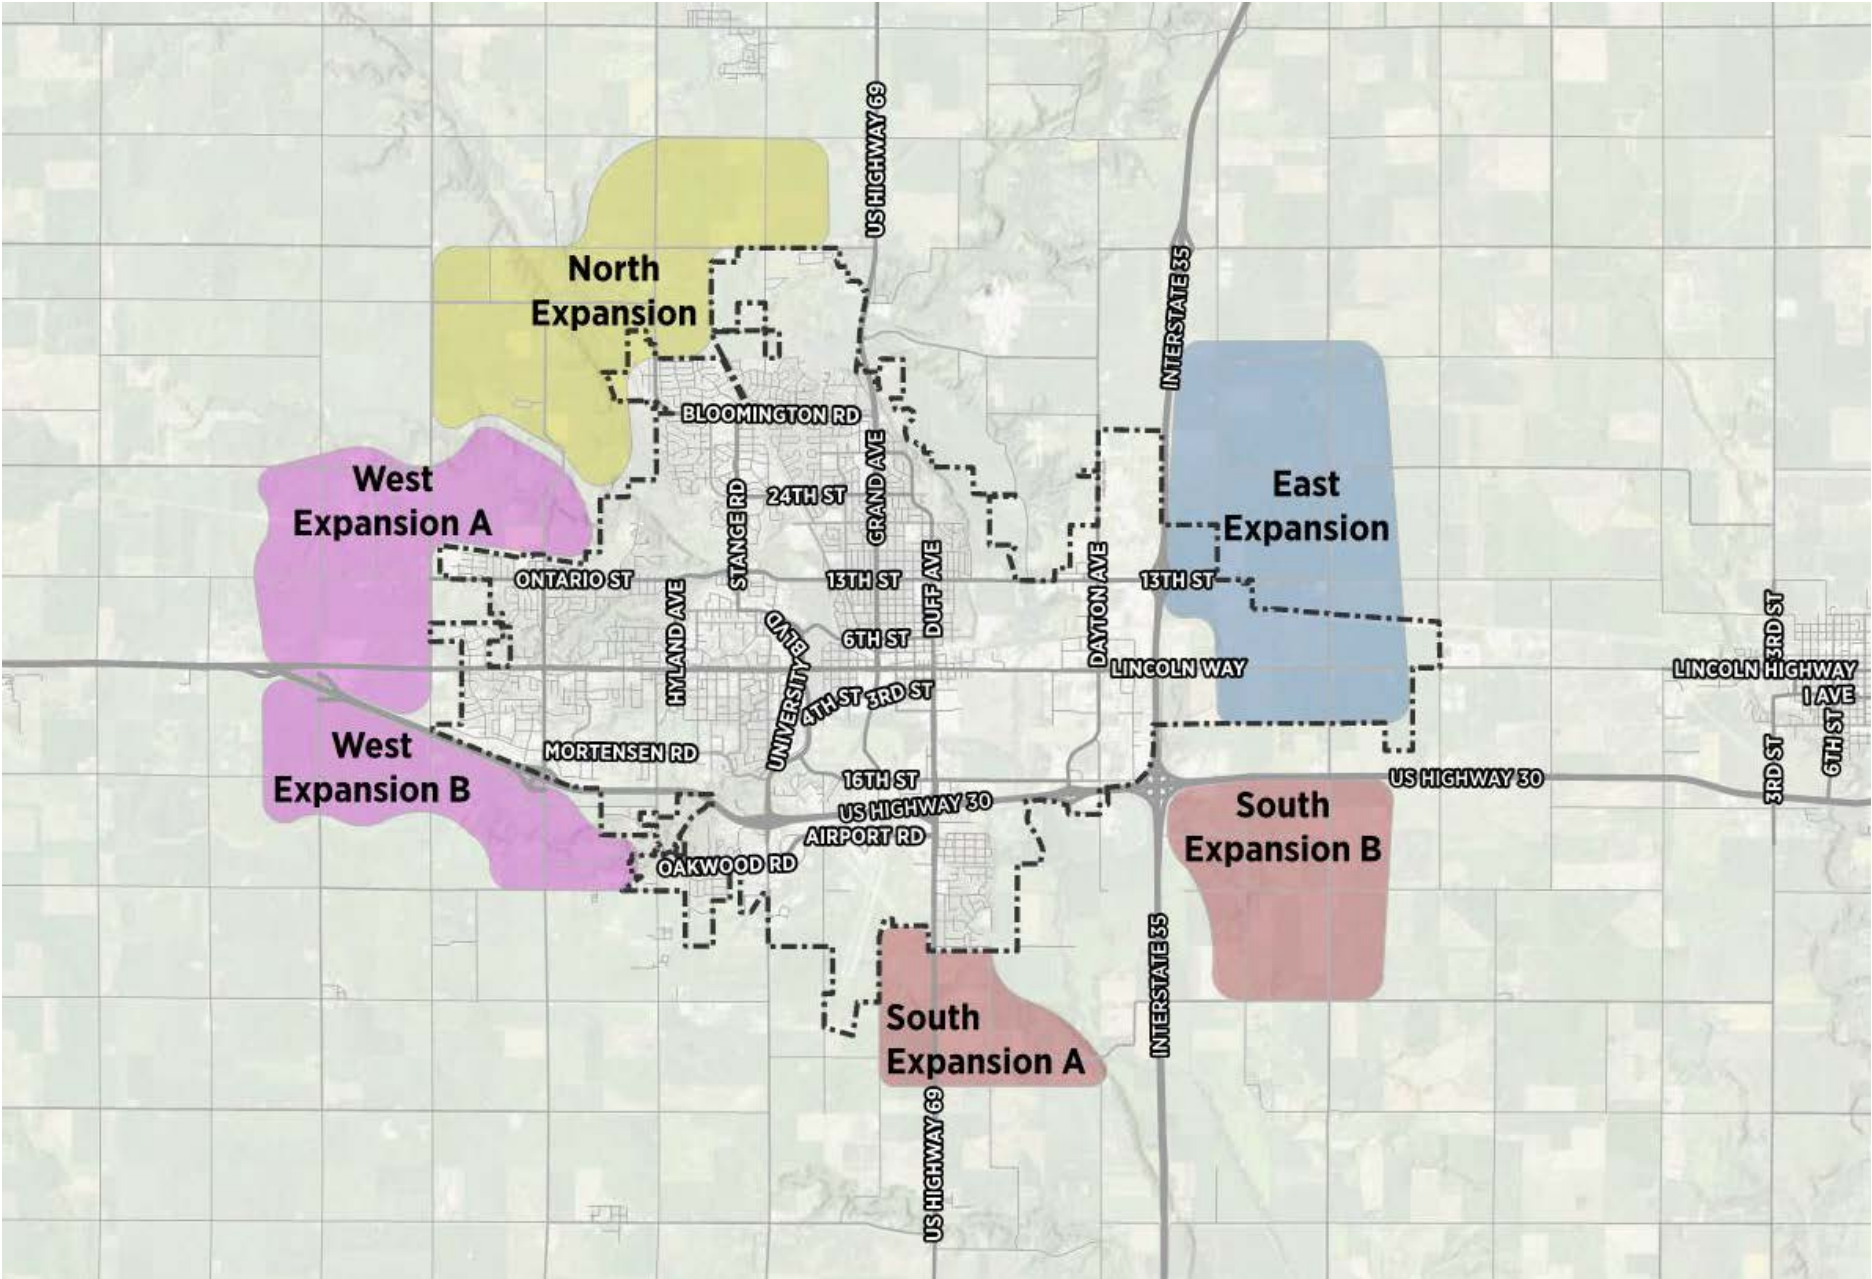 US HIGHWAY 69
North
Expansion
INTERSTATE 35
BLOOMINGTON RD
GRAND AVE
West
Expansion A
STANGE RD
24TH ST
East
Expansion
DUFF AVE
DAYTON AVE
ONTARIO ST
13TH ST
13TH ST
HYLAND AVE
UNIVERSITY BLVD
6TH ST
3RD ST
LINCOLN WAY
LINCOLN HIGHWAY
4TH ST
3RD ST
I AVE
6TH ST
West
Expansion B
MORTENSEN RD
16TH ST
US HIGHWAY 30
US HIGHWAY 30
3RD ST
South
Expansion B
AIRPORT RD
OAKWOOD RD
INTERSTATE 35
South
Expansion A
US HIGHWAY 69